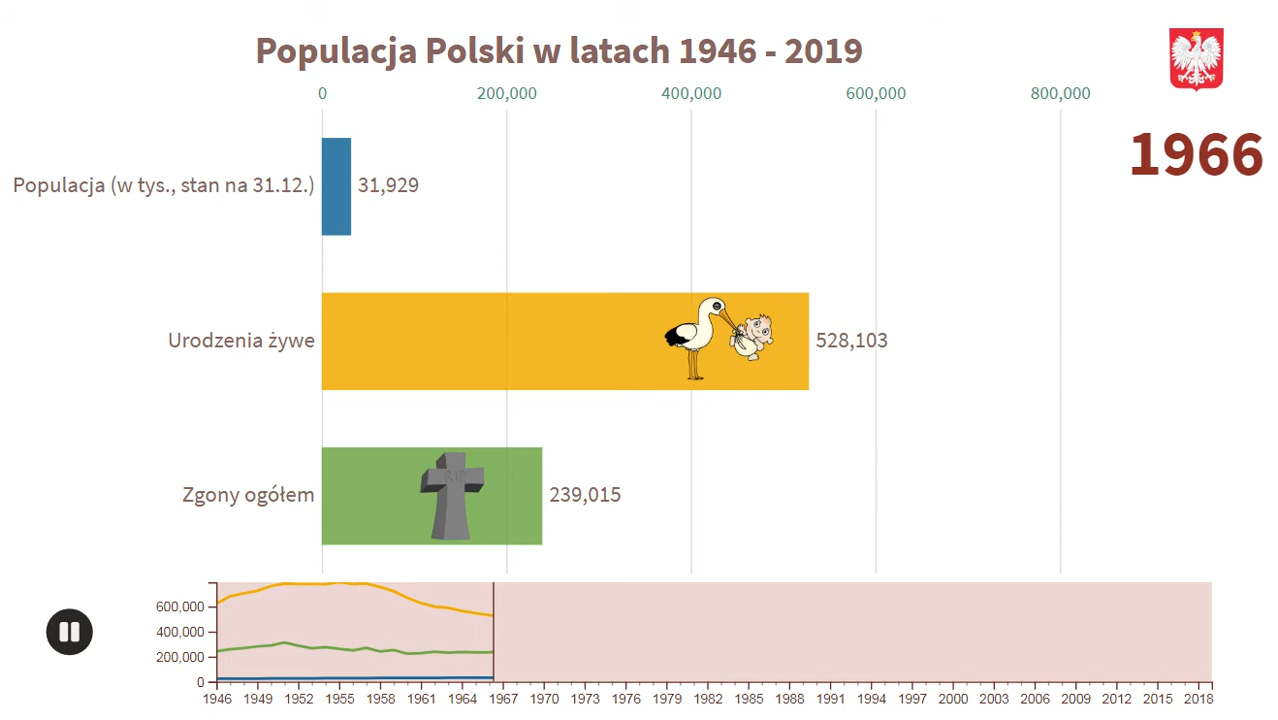 Populacja Polski w latach 1946 - 2019
0 200,000 400,000 600,000 800,000
1966
Populacja (w tys., stan na 31.12.) 31,929
Urodzenia żywe 528,103
RIP
Zgony ogółem 239,015
600,000
400,000
200,000
0
1946 1949 1952 1955 1958 1961 1964 1967 1970 1973 1976 1979 1982 1985 1988 1991 1994 1997 2000 2003 2006 2009 2012 2015 2018